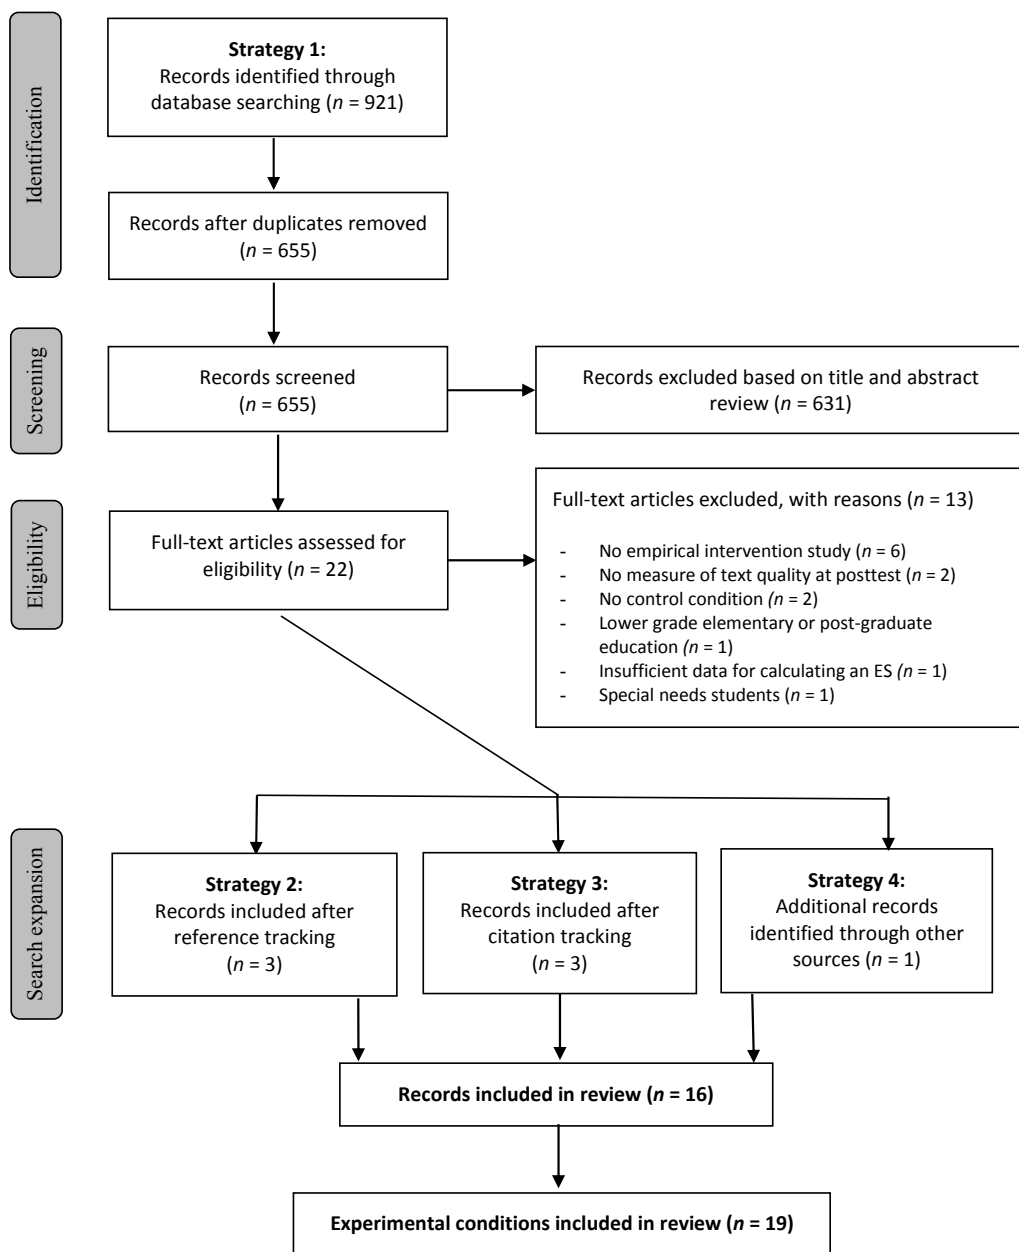 Identification
Strategy 1:
Records identified through
database searching (n = 921)
Records after duplicates removed
(n = 655)
Screening
Records screened
(n = 655)
Records excluded based on title and abstract
review (n = 631)
Eligibility
Full-text articles assessed for
eligibility (n = 22)
Full-text articles excluded, with reasons (n = 13)
- No empirical intervention study (n = 6)
- No measure of text quality at posttest (n = 2)
- No control condition (n = 2)
- Lower grade elementary or post-graduate
education (n = 1)
- Insufficient data for calculating an ES (n = 1)
- Special needs students (n = 1)
Search expansion
Strategy 2:
Records included after
reference tracking
(n = 3)
Strategy 3:
Records included after
citation tracking
(n = 3)
Strategy 4:
Additional records
identified through other
sources (n = 1)
Records included in review (n = 16)
Experimental conditions included in review (n = 19)